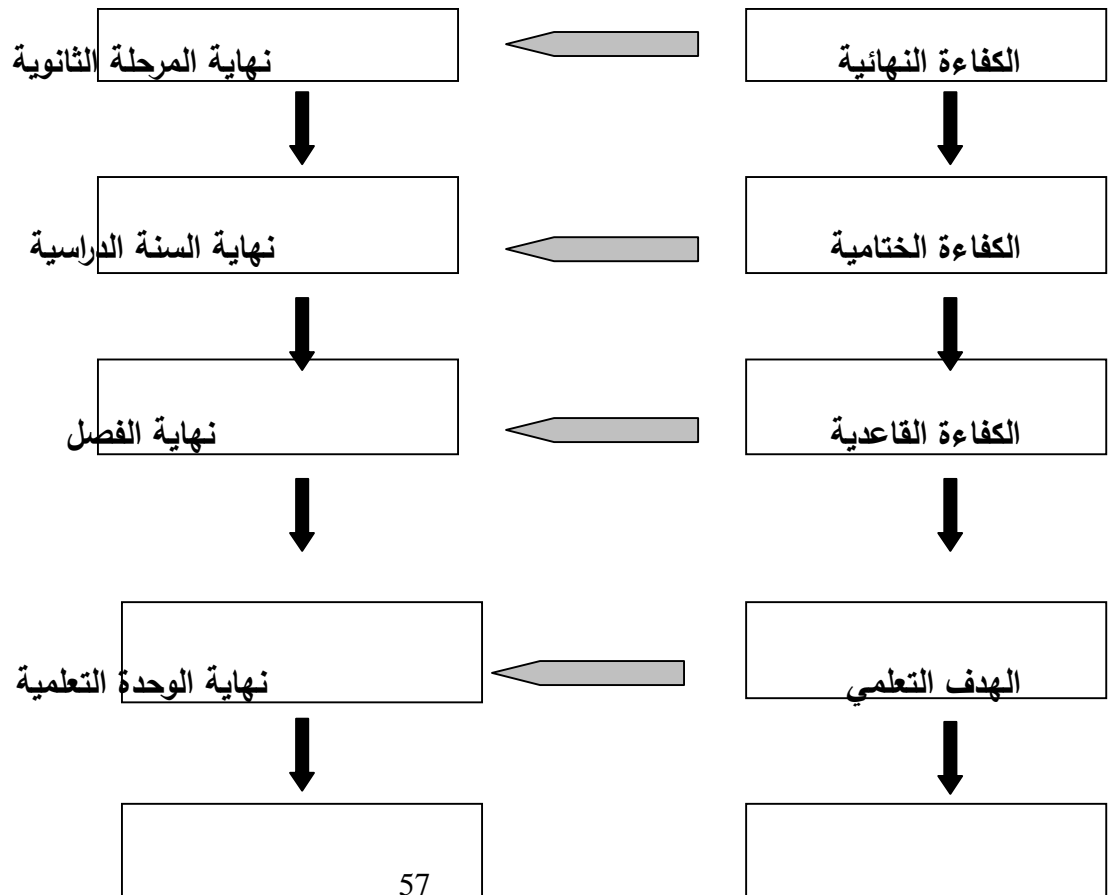 الكفاءة النهائية
نهاية المرحلة الثانوية
الكفاءة الختامية
نهاية السنة الدراسية
الكفاءة القاعدية
نهاية الفصل
الهدف التعلمي
نهاية الوحدة التعلمية
57